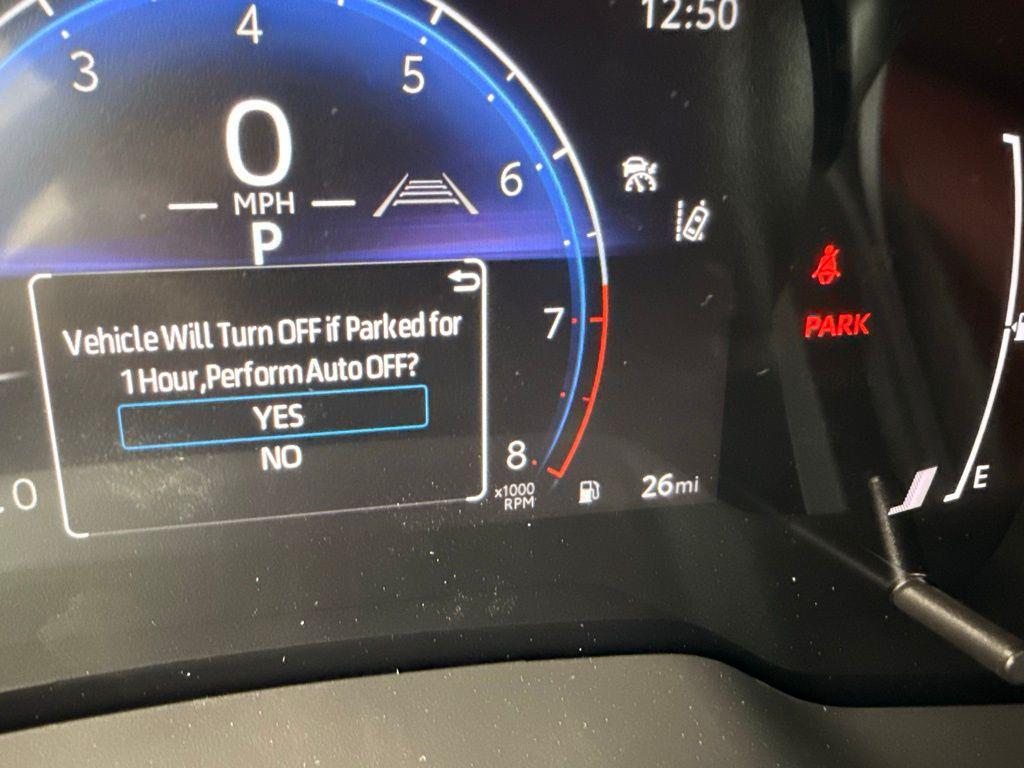 12:50
4
3
5
0
6
MPH
P
Vehicle Will Turn OFF if Parked for
1 Hour,Perform Auto OFF?
YES
NO
7
PARK
8
x1000
RPM
26mi
E
.0